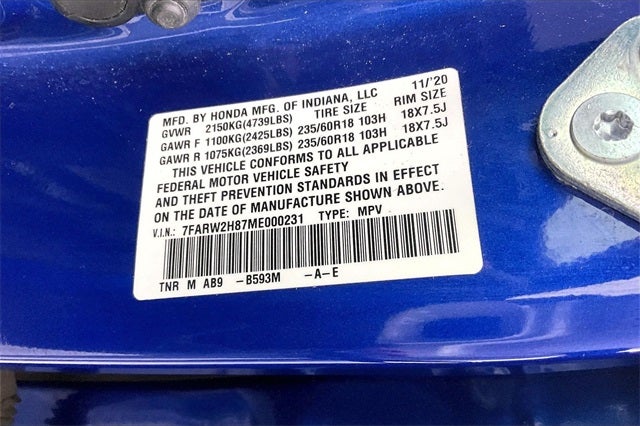 MFD. BY HONDA MFG. OF INDIANA, LLC 11/'20
GVWR 2150KG(4739LBS) TIRE SIZE RIM SIZE
GAWR F 1100KG(2425LBS) 235/60R18 103H 18X7.5J
GAWR R 1075KG(2369LBS) 235/60R18 103H 18X7.5J
THIS VEHICLE CONFORMS TO ALL APPLICABLE
FEDERAL MOTOR VEHICLE SAFETY
AND THEFT PREVENTION STANDARDS IN EFFECT
ON THE DATE OF MANUFACTURE SHOWN ABOVE.
V.I.N.: 7FARW2H87ME000231 TYPE: MPV
TNR M AB9 -B593M -A-E